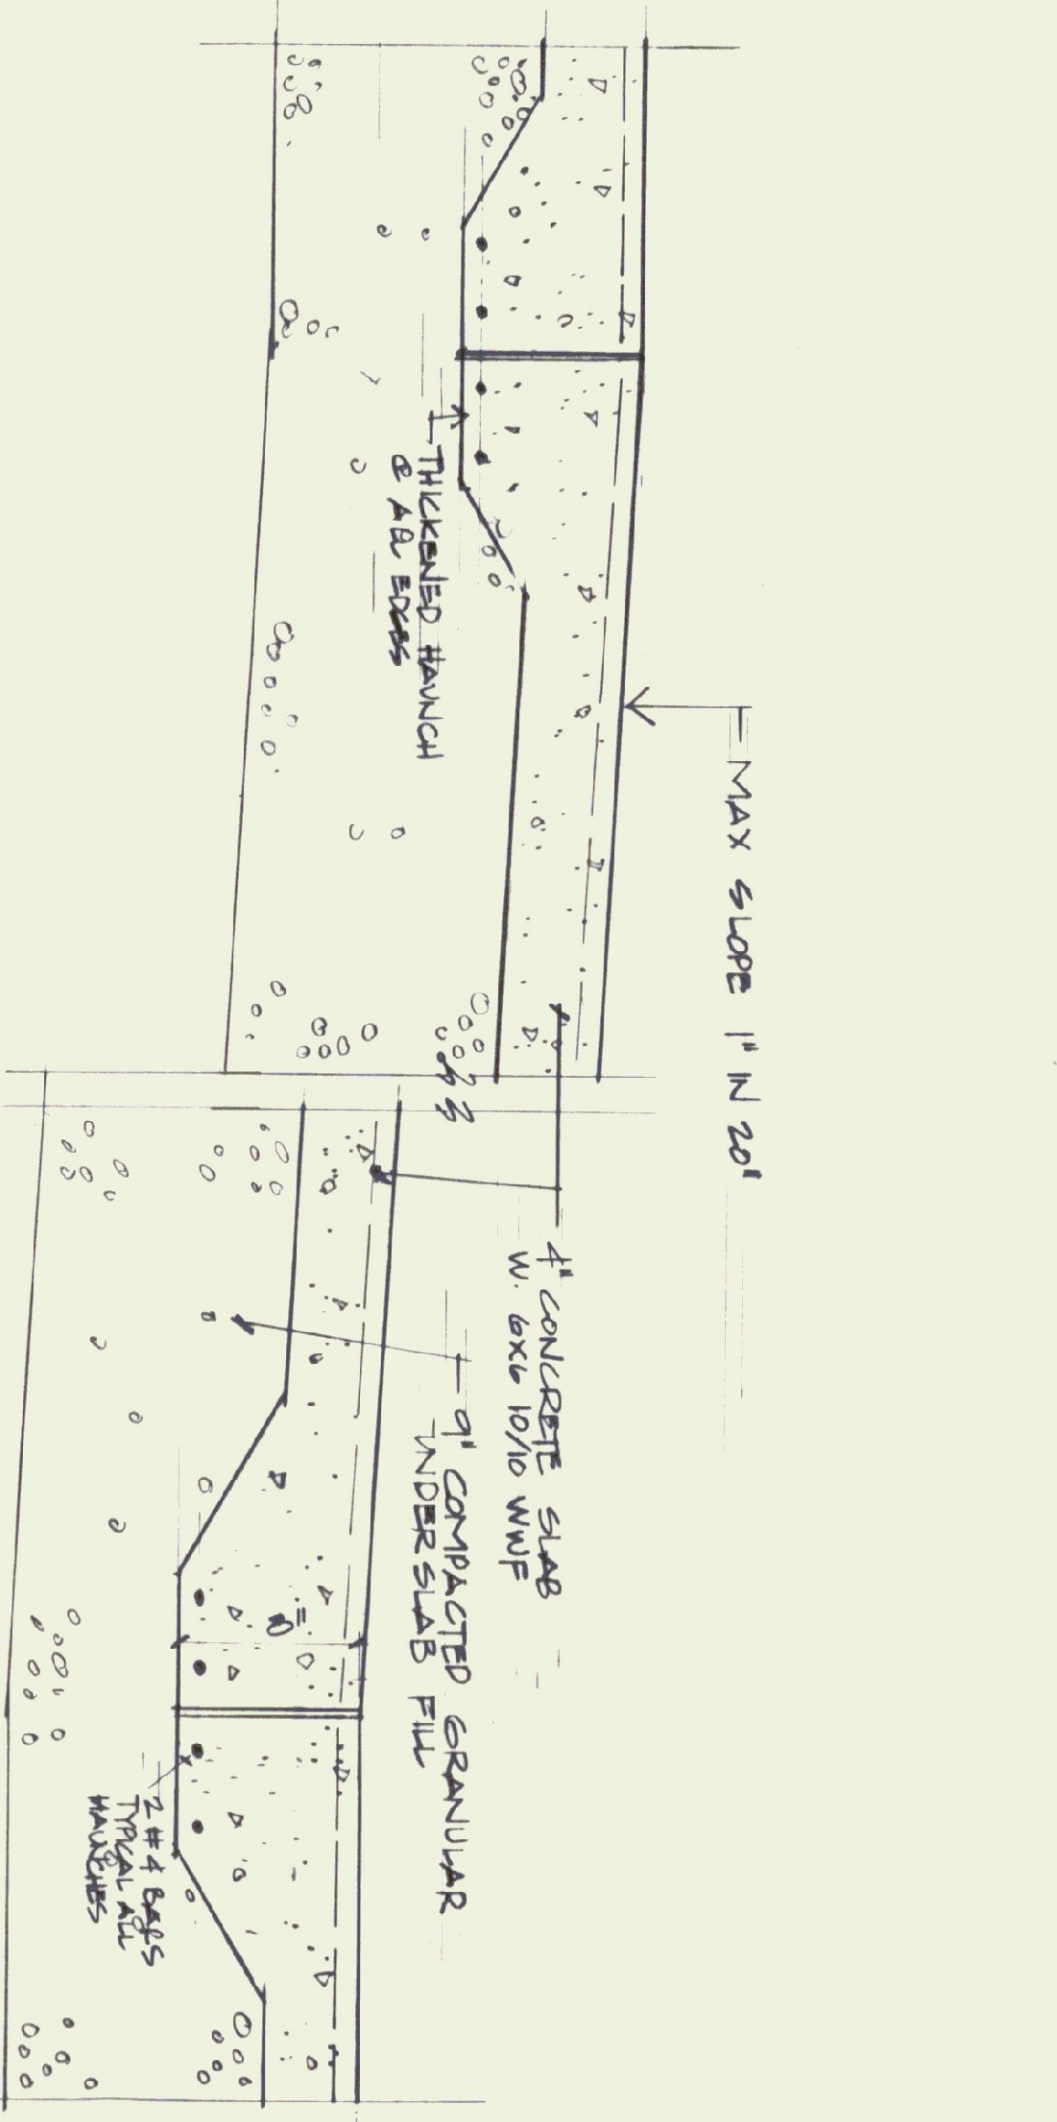 MAX SLOPE 1" IN 20"
4" CONCRETE SLAB
W. 6X6 10/10 WWF
9" COMPACTED GRANULAR
UNDERSLAB FILL
THICKENED HAUNCH
@ ALL EDGES
2 #4 BARS
TYPICAL ALL
HAUNCHES